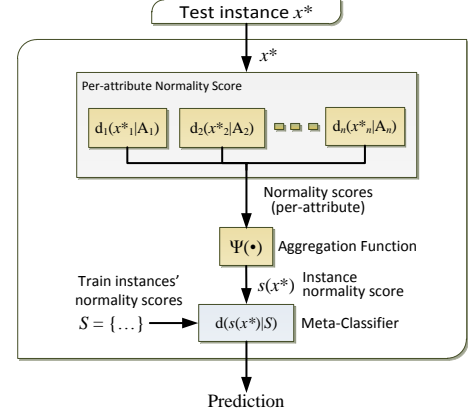 Test instance x*
x*
Per-attribute Normality Score
d₁(x*₁|A₁) d₂(x*₂|A₂) dₙ(x*ₙ|Aₙ)
Normality scores
(per-attribute)
Ψ(•) Aggregation Function
s(x*) Instance
normality score
Train instances'
normality scores
S = {…} d(s(x*)|S) Meta-Classifier
Prediction